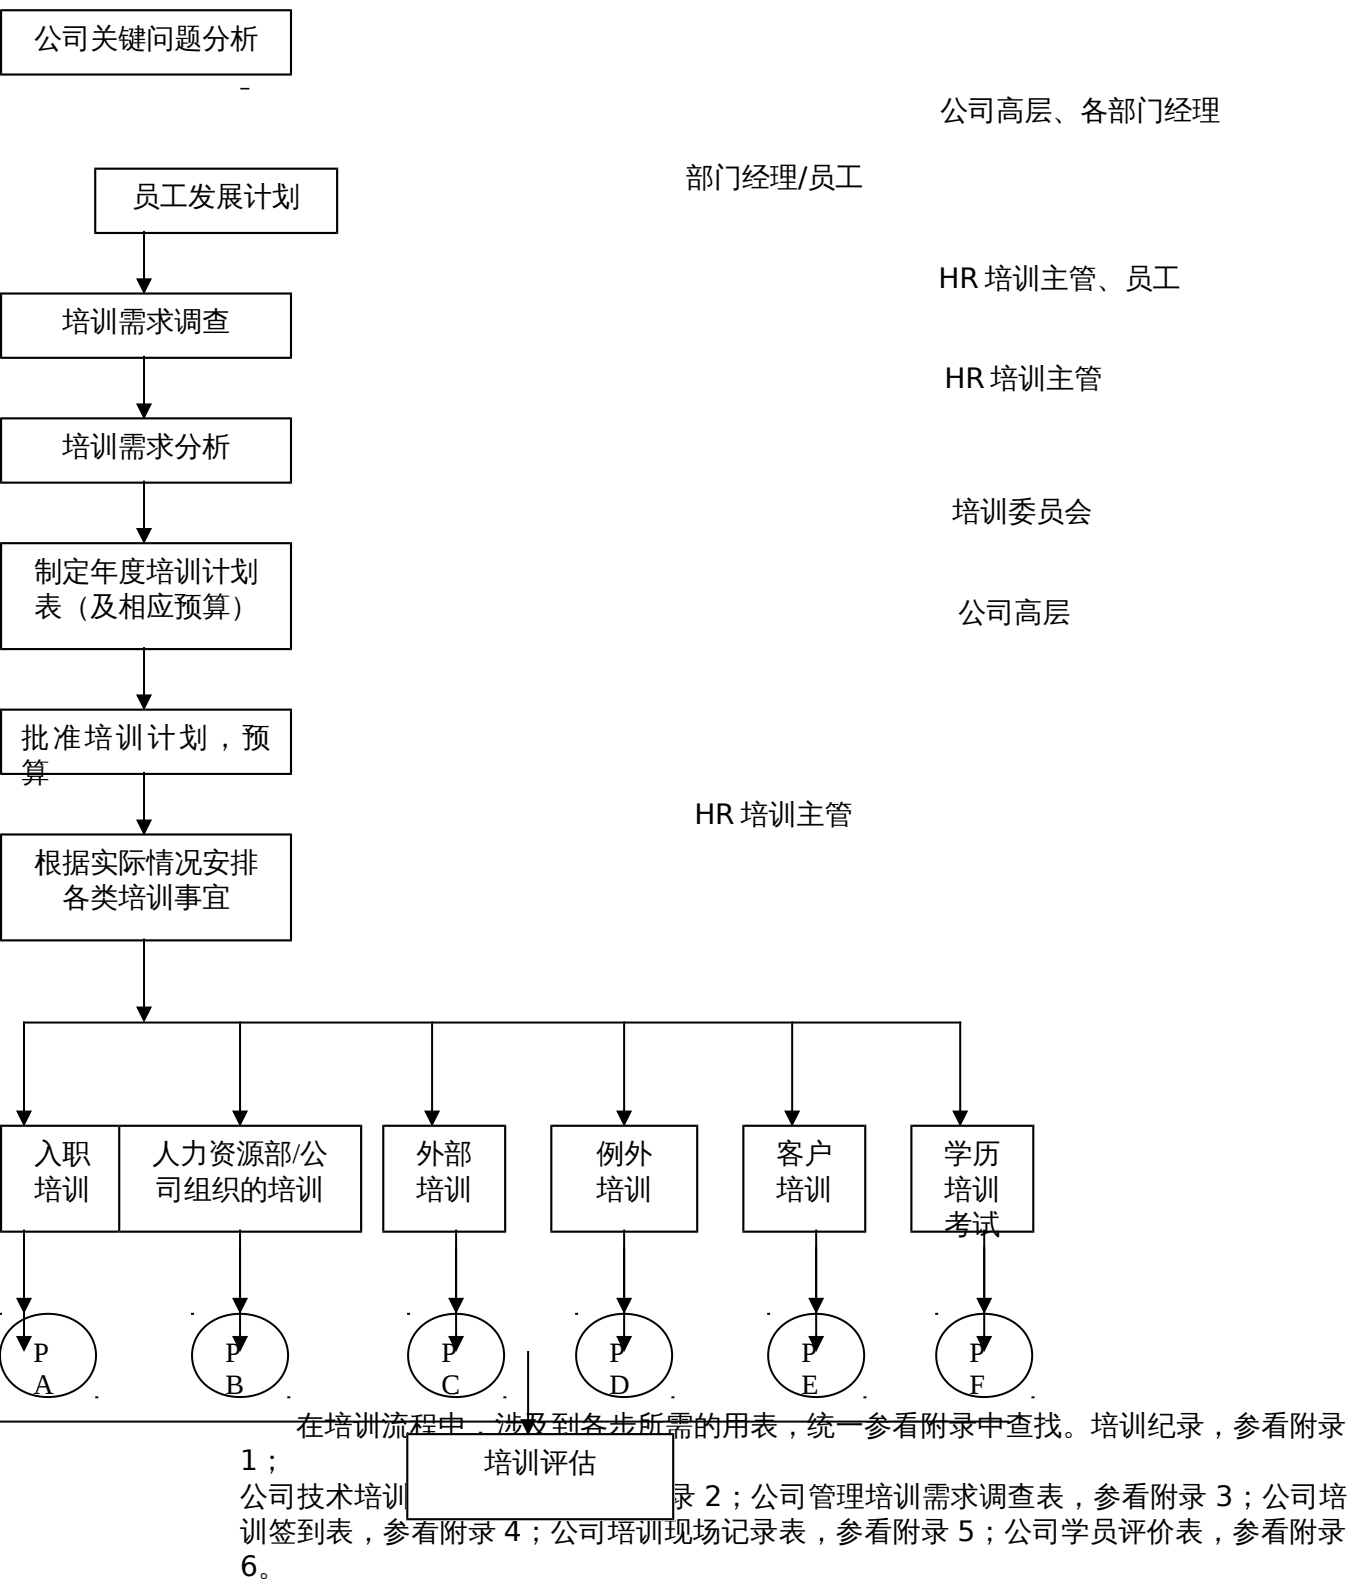 公司关键问题分析
公司高层、各部门经理
部门经理/员工
员工发展计划
HR 培训主管、员工
培训需求调查
HR 培训主管
培训需求分析
培训委员会
制定年度培训计划
表（及相应预算）
公司高层
批准培训计划，预
算
HR 培训主管
根据实际情况安排
各类培训事宜
入职
培训
人力资源部/公
司组织的培训
外部
培训
例外
培训
客户
培训
学历
培训
考试
P
A
P
B
P
C
P
D
P
E
P
F
在培训流程中，涉及到各步所需的用表，统一参看附录中查找。培训纪录，参看附录
1；
培训评估
公司技术培训 录 2；公司管理培训需求调查表，参看附录 3；公司培
训签到表，参看附录 4；公司培训现场记录表，参看附录 5；公司学员评价表，参看附录
6。